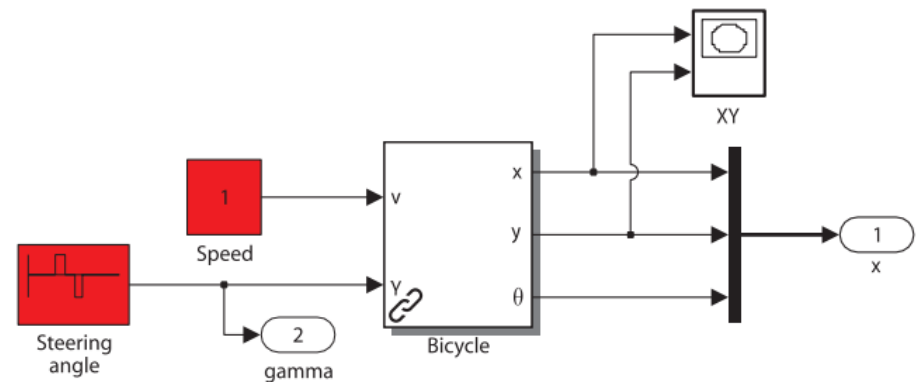 XY
x
1
v
Speed
y
1
x
γ
θ
Steering
angle
2
gamma
Bicycle